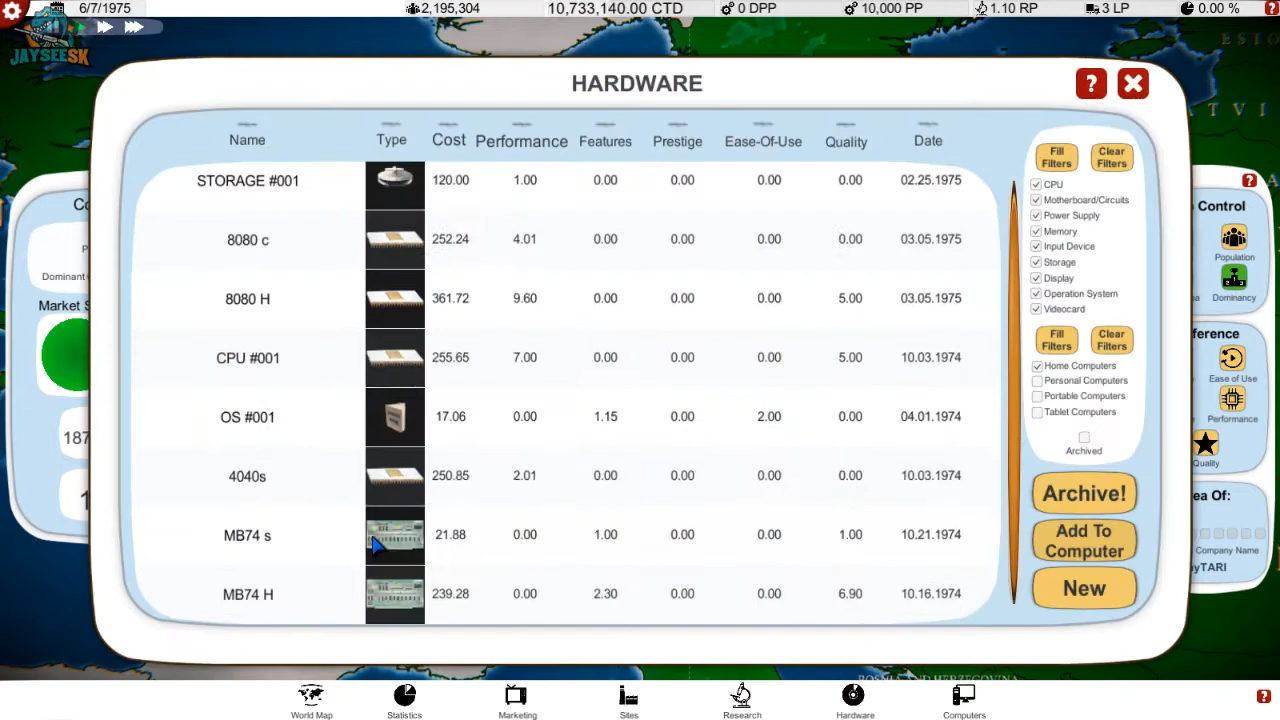 6/7/1975
2,195,304
10,733,140.00 CTD
0 DPP
10,000 PP
1.10 RP
3 LP
0.00 %
?
JAYSEESK
HARDWARE
?
Name Type Cost Performance Features Prestige Ease-Of-Use Quality Date
STORAGE #001 120.00 1.00 0.00 0.00 0.00 0.00 02.25.1975
8080 c 252.24 4.01 0.00 0.00 0.00 0.00 03.05.1975
8080 H 361.72 9.60 0.00 0.00 0.00 5.00 03.05.1975
CPU #001 255.65 7.00 0.00 0.00 0.00 5.00 10.03.1974
OS #001 17.06 0.00 1.15 0.00 2.00 0.00 04.01.1974
4040s 250.85 2.01 0.00 0.00 0.00 0.00 10.03.1974
MB74 s 21.88 0.00 1.00 0.00 0.00 1.00 10.21.1974
MB74 H 239.28 0.00 2.30 0.00 0.00 6.90 10.16.1974
Fill Filters
Clear Filters
CPU
Motherboard/Circuits
Power Supply
Memory
Input Device
Storage
Display
Operation System
Videocard
Fill Filters
Clear Filters
Home Computers
Personal Computers
Portable Computers
Tablet Computers
Archived
Archive!
Add To Computer
New
Co
P
Dominant
Market S
187
1
?
Control
Population
Dominancy
ference
Ease of Use
Performance
Quality
ea Of:
Company Name
yTARI
ESTO
TVI
BOSNIA AND HERZEGOVINA
World Map
Statistics
Marketing
Sites
Research
Hardware
Computers
?